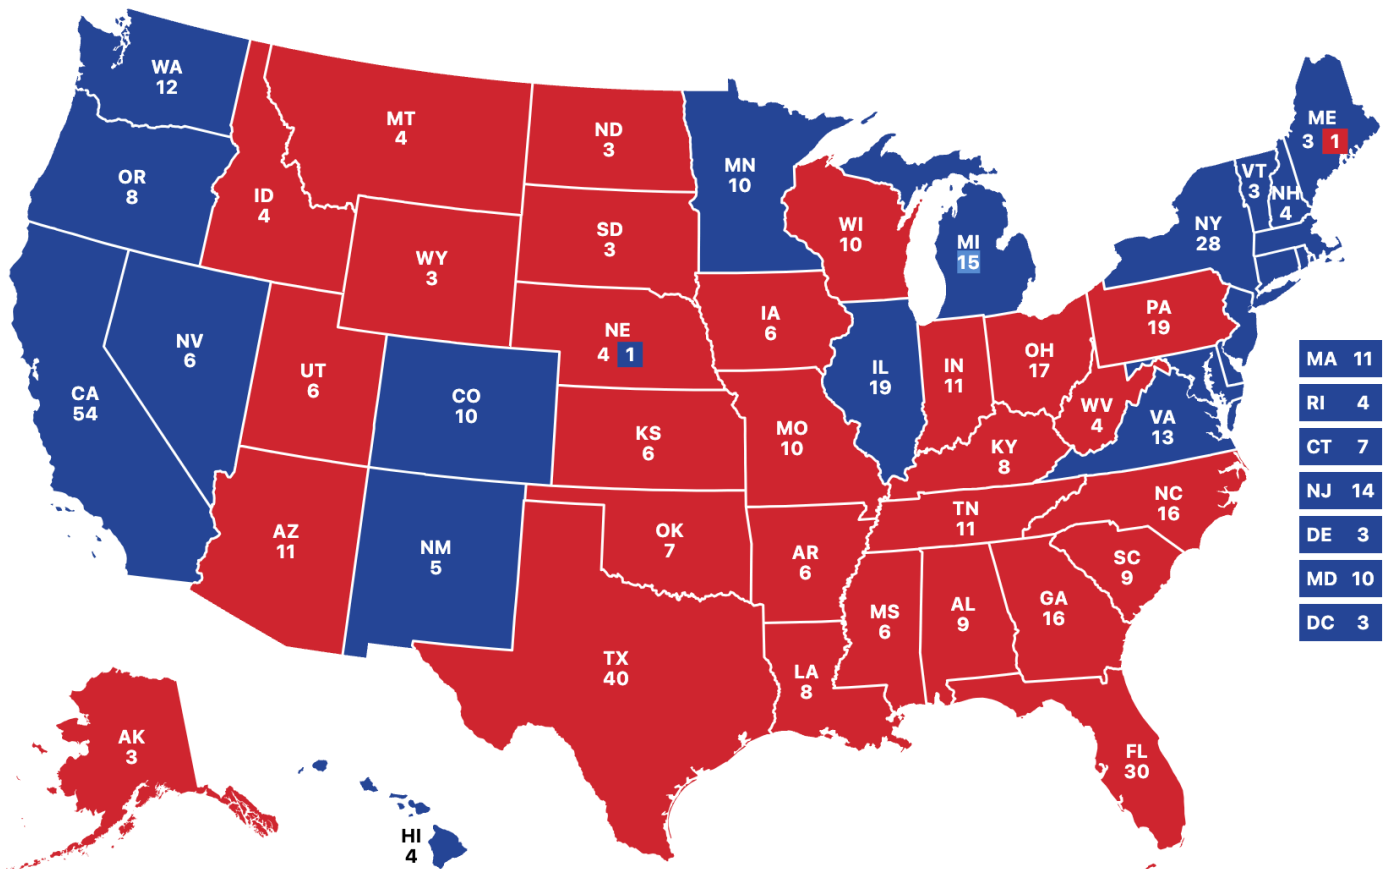 WA
12
OR
8
CA
54
NV
6
ID
4
MT
4
WY
3
UT
6
AZ
11
CO
10
NM
5
ND
3
SD
3
NE
4 1
KS
6
OK
7
TX
40
MN
10
IA
6
MO
10
AR
6
LA
8
WI
10
IL
19
MI
15
IN
11
OH
17
KY
8
TN
11
MS
6
AL
9
GA
16
FL
30
SC
9
NC
16
VA
13
WV
4
PA
19
NY
28
VT
3
NH
4
ME
3 1
MA 11
RI 4
CT 7
NJ 14
DE 3
MD 10
DC 3
AK
3
HI
4